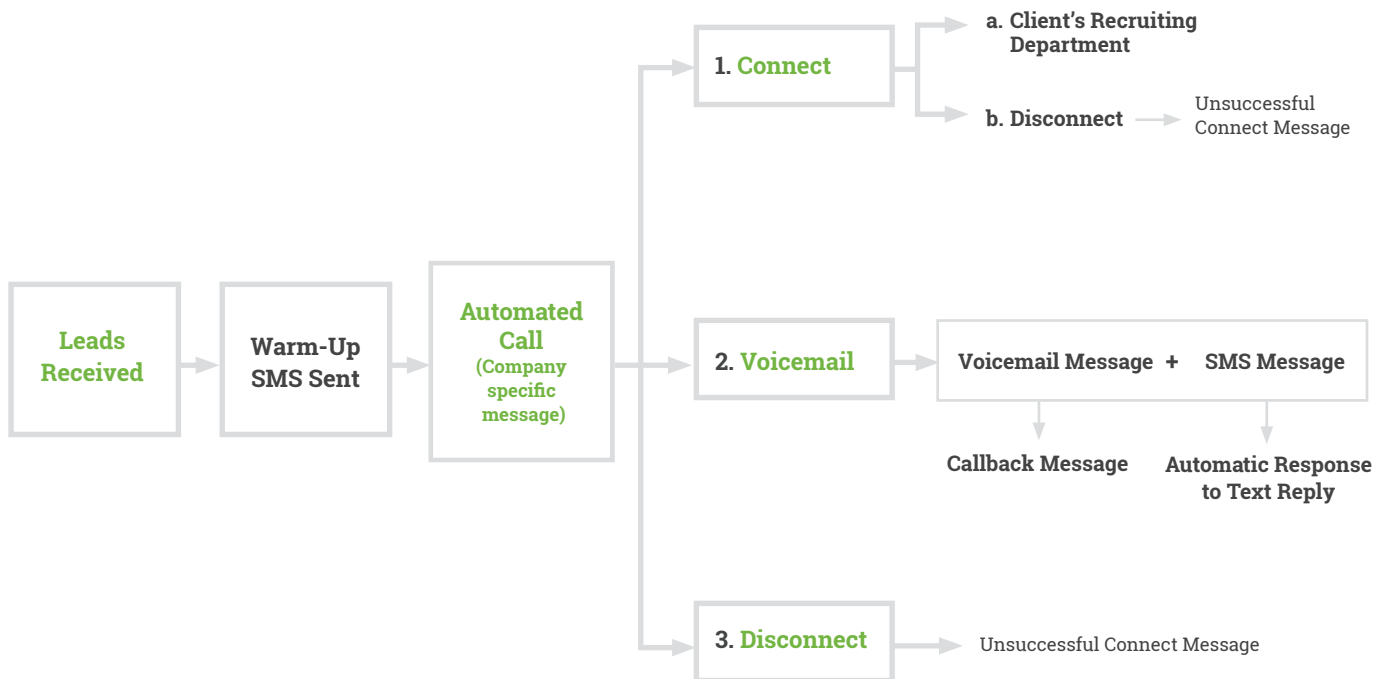 Leads
Received
Warm-Up
SMS Sent
Automated
Call
(Company
specific
message)
1. Connect
a. Client's Recruiting
Department
b. Disconnect
Unsuccessful
Connect Message
2. Voicemail
Voicemail Message + SMS Message
Callback Message
Automatic Response
to Text Reply
3. Disconnect
Unsuccessful Connect Message